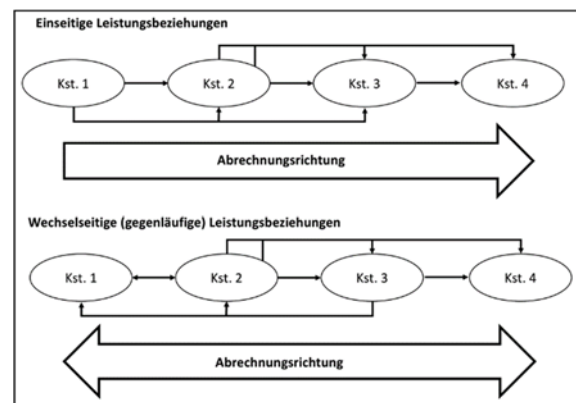 Einseitige Leistungsbeziehungen
Kst. 1 Kst. 2 Kst. 3 Kst. 4
Abrechnungsrichtung
Wechselseitige (gegenläufige) Leistungsbeziehungen
Kst. 1 Kst. 2 Kst. 3 Kst. 4
Abrechnungsrichtung